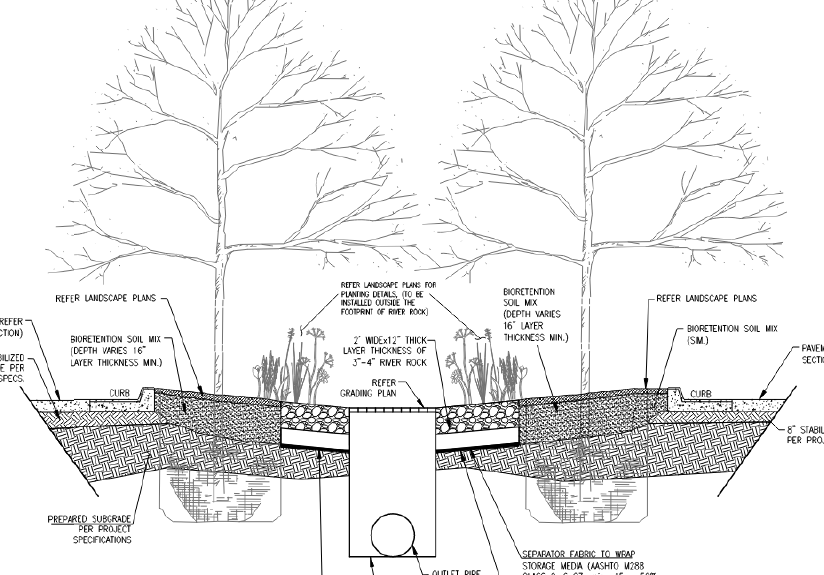 REFER LANDSCAPE PLANS FOR
PLANTING DETAILS, (TO BE
INSTALLED OUTSIDE THE
FOOTPRINT OF RIVER ROCK)
BIORETENTION
SOIL MIX
(DEPTH VARIES
16" LAYER
THICKNESS MIN.)
REFER LANDSCAPE PLANS
REFER LANDSCAPE PLANS
REFER
CTION)
BIORETENTION SOIL MIX
(DEPTH VARIES 16"
LAYER THICKNESS MIN.)
2' WIDEx12" THICK
LAYER THICKNESS OF
3"-4" RIVER ROCK
BIORETENTION SOIL MIX
(SIM.)
BILIZED
E PER
SPECS.
PAVEM
SECTI
REFER
GRADING PLAN
CURB
CURB
8" STABIL
PER PRO
PREPARED SUBGRADE
PER PROJECT
SPECIFICATIONS
SEPARATOR FABRIC TO WRAP
STORAGE MEDIA (AASHTO M288
OUTLET PIPE